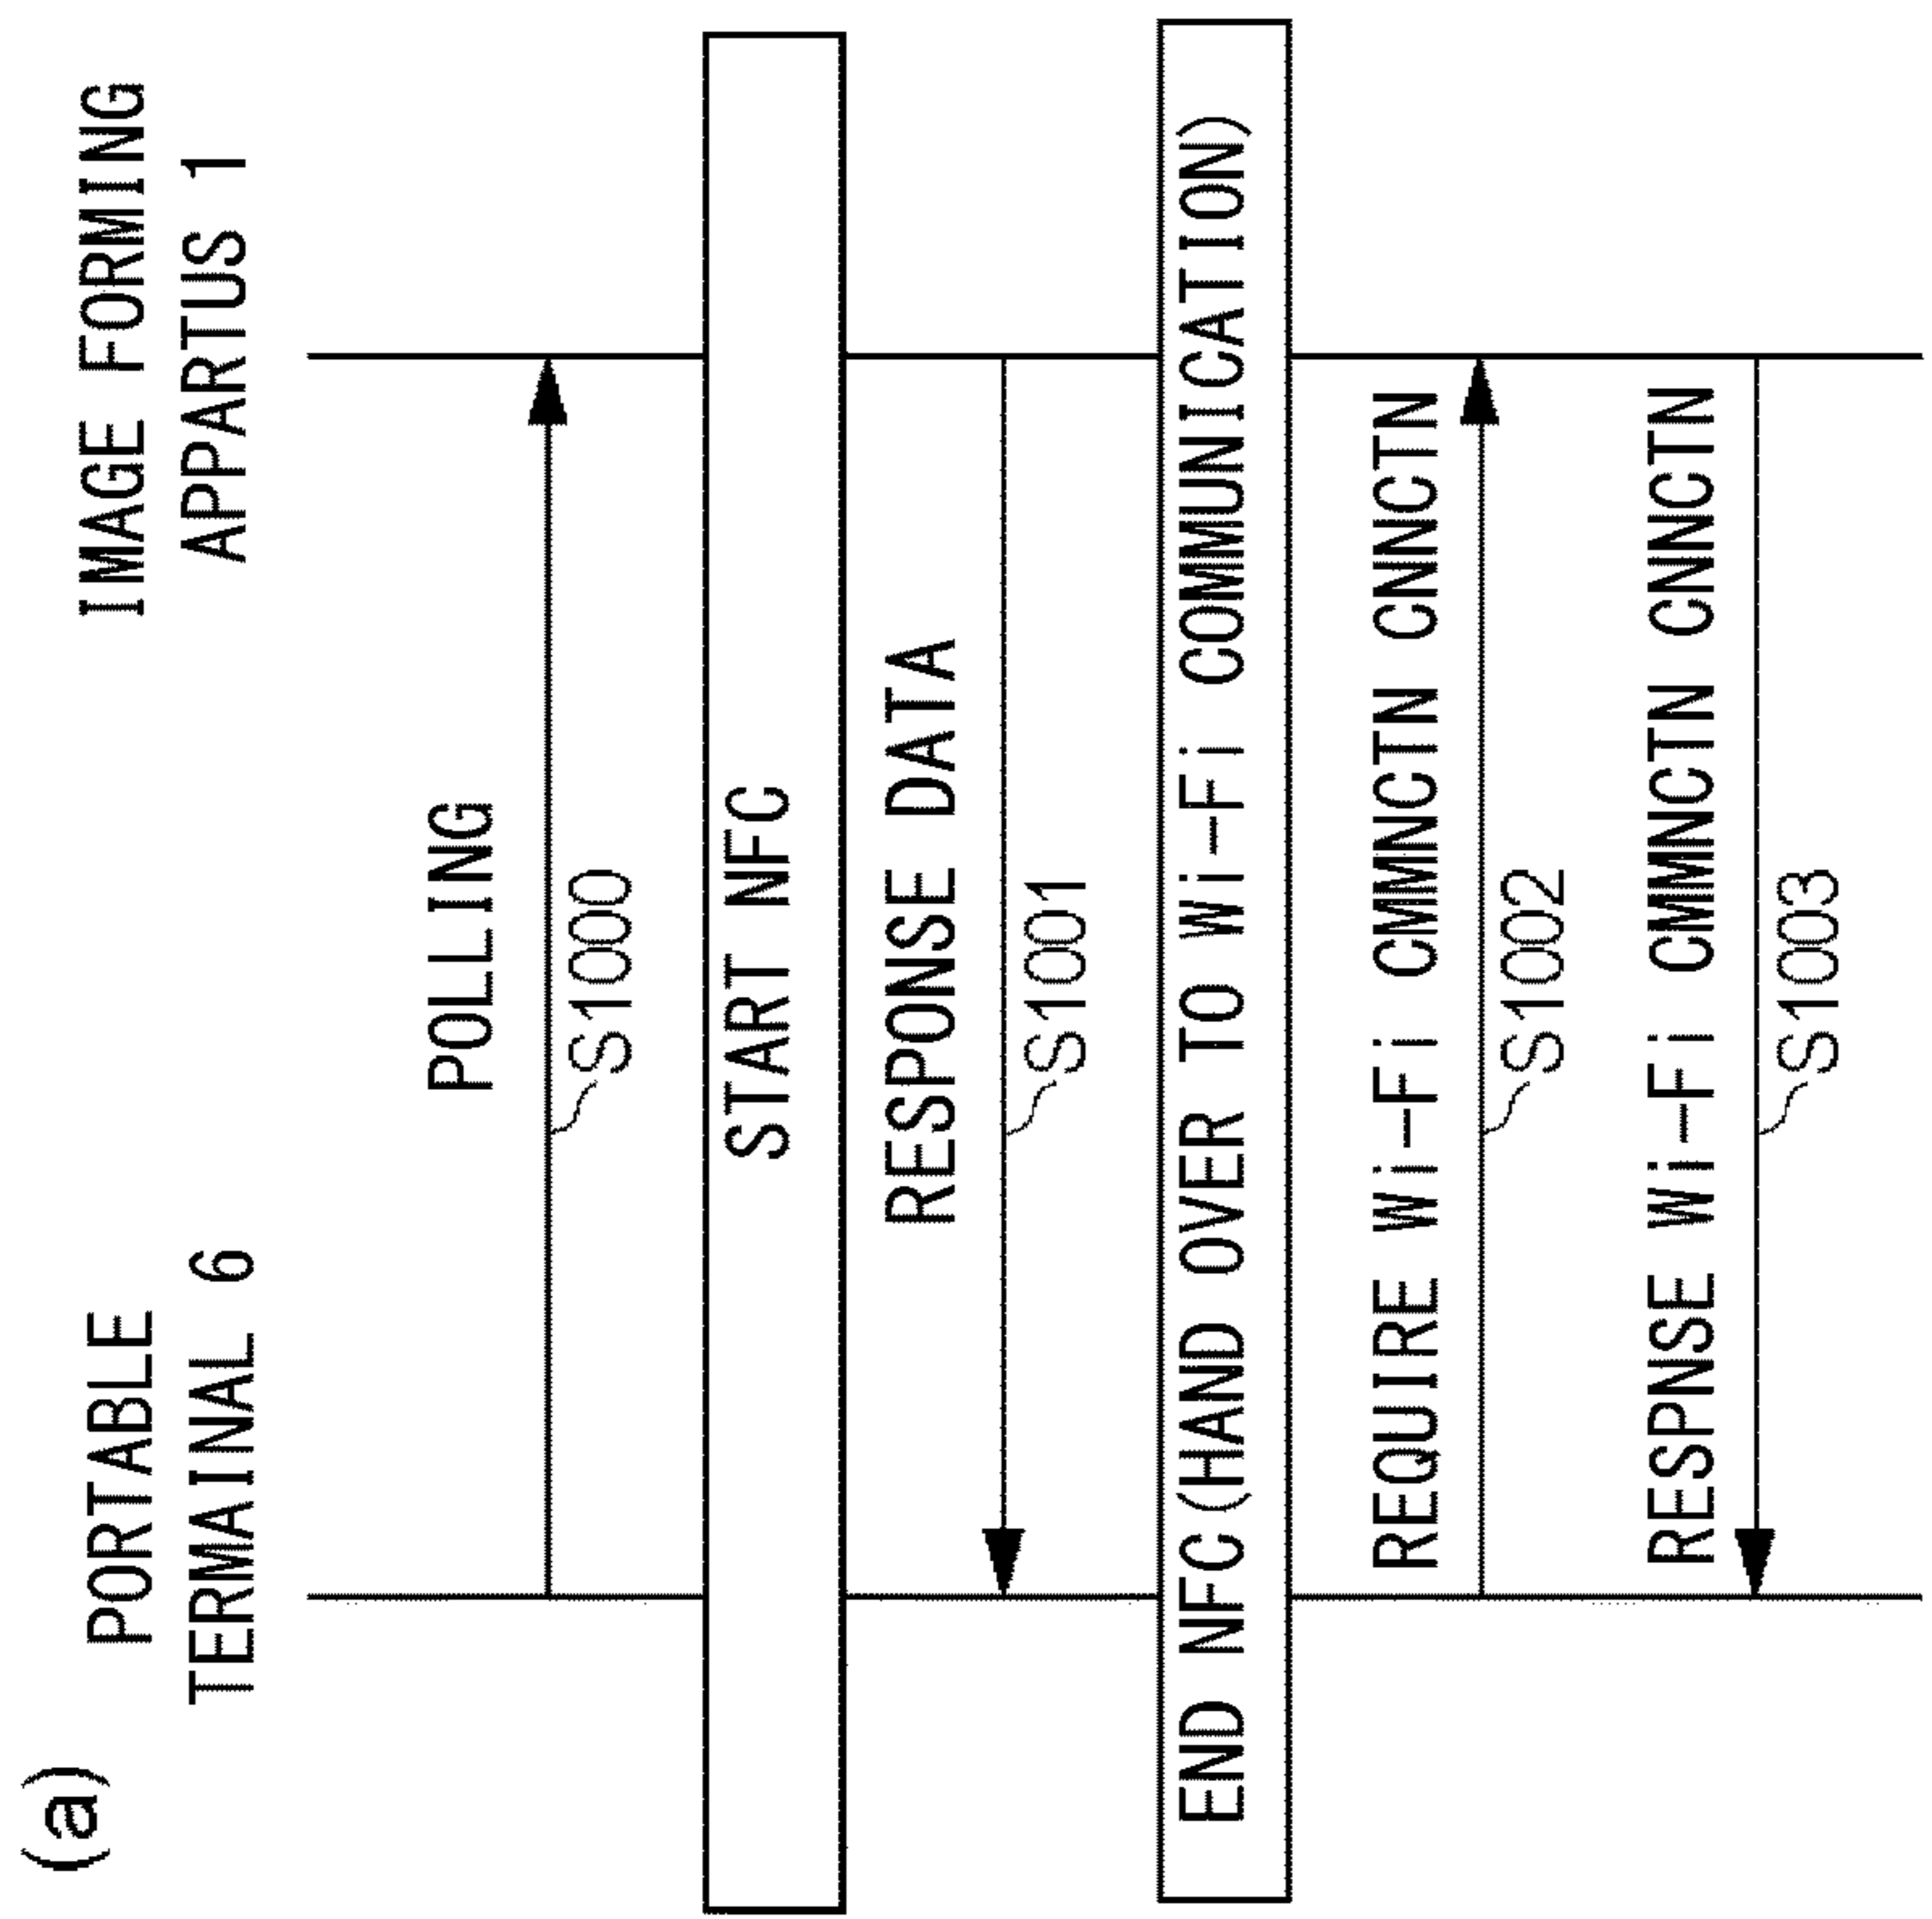 (a)
PORTABLE
TERMAINAL 6
IMAGE FORMING
APPARTUS 1
POLLING
S1000
START NFC
RESPONSE DATA
S1001
END NFC(HAND OVER TO Wi-Fi COMMUNICATION)
REQUIRE Wi-Fi CMMNCTN CNNCTN
S1002
RESPNSE Wi-Fi CMMNCTN CNNCTN
S1003